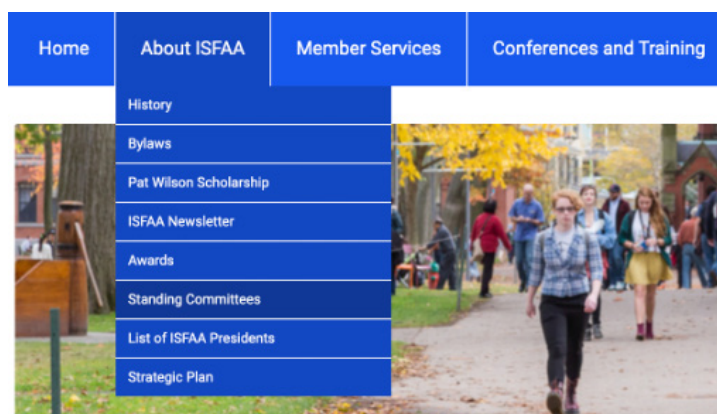 Home About ISFAA Member Services Conferences and Training
History
Bylaws
Pat Wilson Scholarship
ISFAA Newsletter
Awards
Standing Committees
List of ISFAA Presidents
Strategic Plan